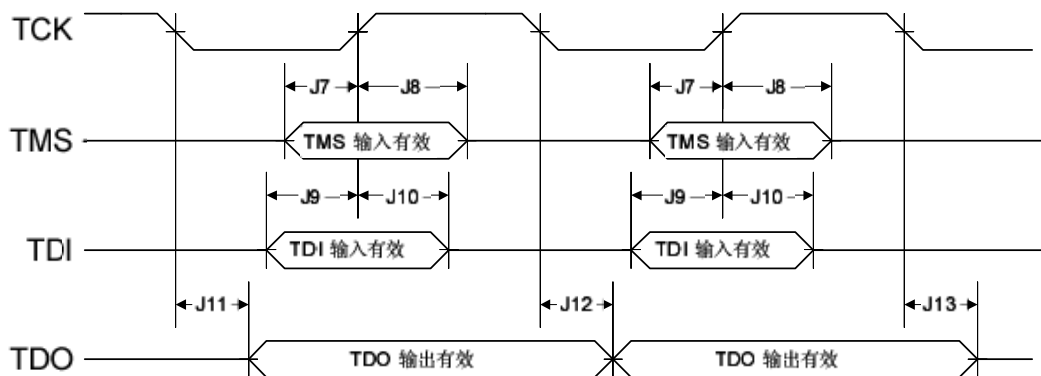 TCK
J7 J8 J7 J8
TMS TMS 输入有效 TMS 输入有效
J9 J10 J9 J10
TDI TDI 输入有效 TDI 输入有效
J11 J12 J13
TDO TDO 输出有效 TDO 输出有效